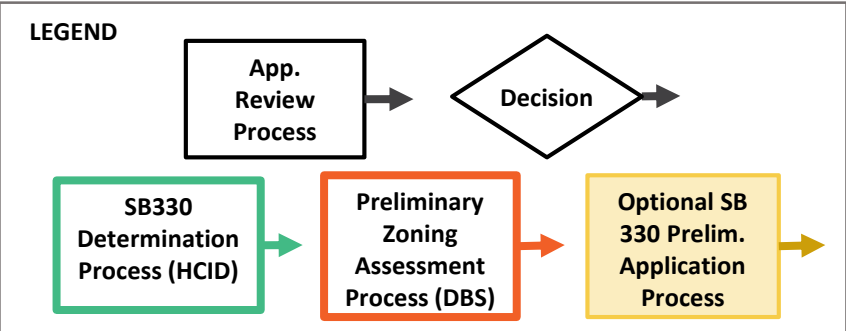 LEGEND
App.
Review
Process
Decision
SB330
Determination
Process (HCID)
Preliminary
Zoning
Assessment
Process (DBS)
Optional SB
330 Prelim.
Application
Process